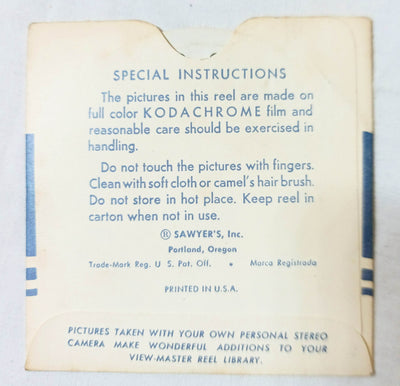 SPECIAL INSTRUCTIONS
The pictures in this reel are made on
full color KODACHROME film and
reasonable care should be exercised in
handling.
Do not touch the pictures with fingers.
Clean with soft cloth or camel's hair brush.
Do not store in hot place. Keep reel in
carton when not in use.
® SAWYER'S, Inc.
Portland, Oregon
Trade-Mark Reg. U S. Pat. Off. • Marca Registrada
PRINTED IN U.S.A.
PICTURES TAKEN WITH YOUR OWN PERSONAL STEREO
CAMERA MAKE WONDERFUL ADDITIONS TO YOUR
VIEW-MASTER REEL LIBRARY.